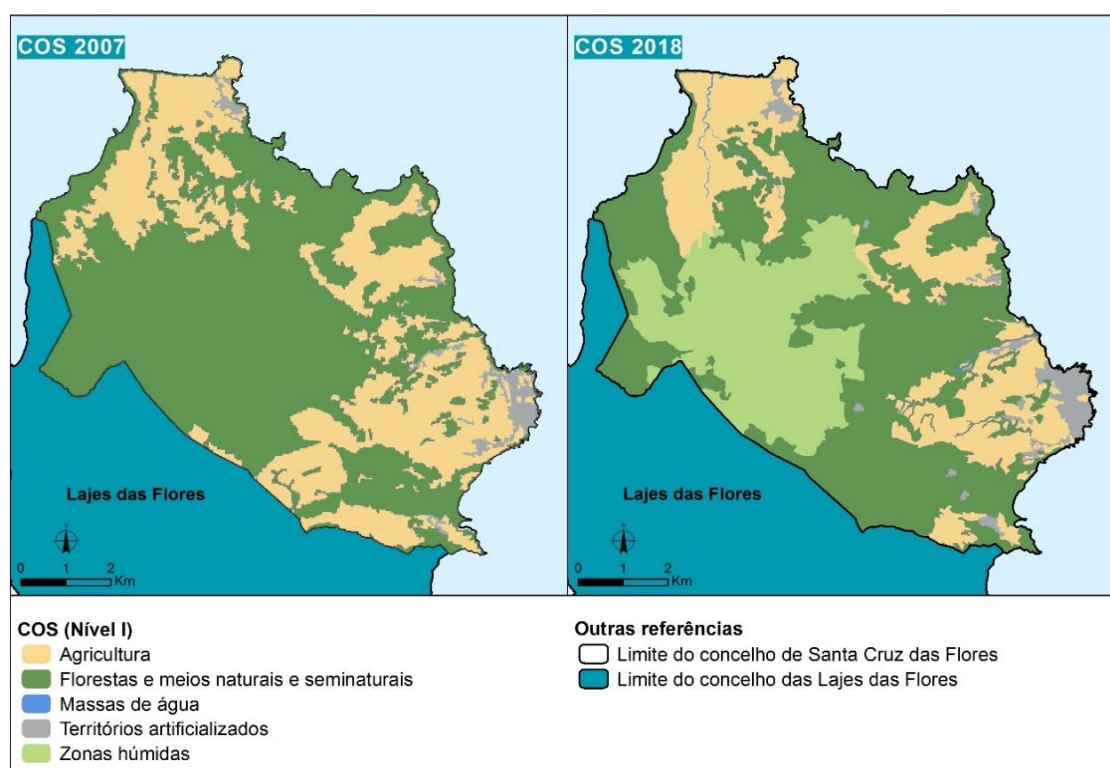 COS 2007
Lajes das Flores
N
0 1 2
Km
COS 2018
Lajes das Flores
N
0 1 2
Km
COS (Nível I)
Agricultura
Florestas e meios naturais e seminaturais
Massas de água
Territórios artificializados
Zonas húmidas
Outras referências
Limite do concelho de Santa Cruz das Flores
Limite do concelho das Lajes das Flores